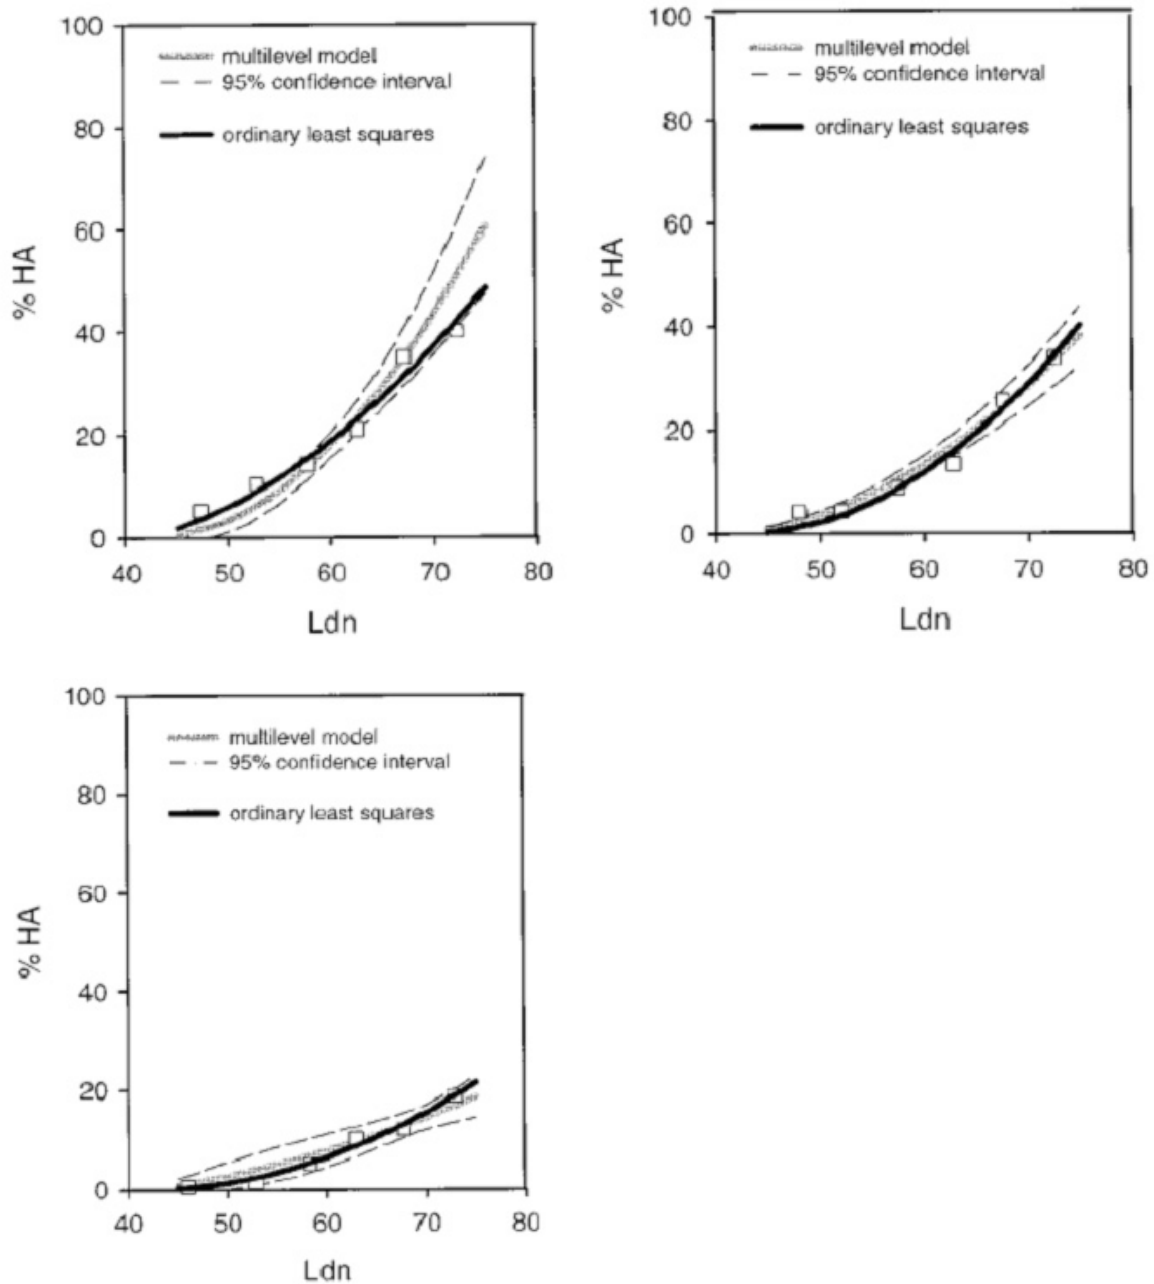 100
80
60
40
20
0
% HA
multilevel model
95% confidence interval
ordinary least squares
40 50 60 70 80
Ldn
100
80
60
40
20
0
% HA
multilevel model
95% confidence interval
ordinary least squares
40 50 60 70 80
Ldn
100
80
60
40
20
0
% HA
multilevel model
95% confidence interval
ordinary least squares
40 50 60 70 80
Ldn